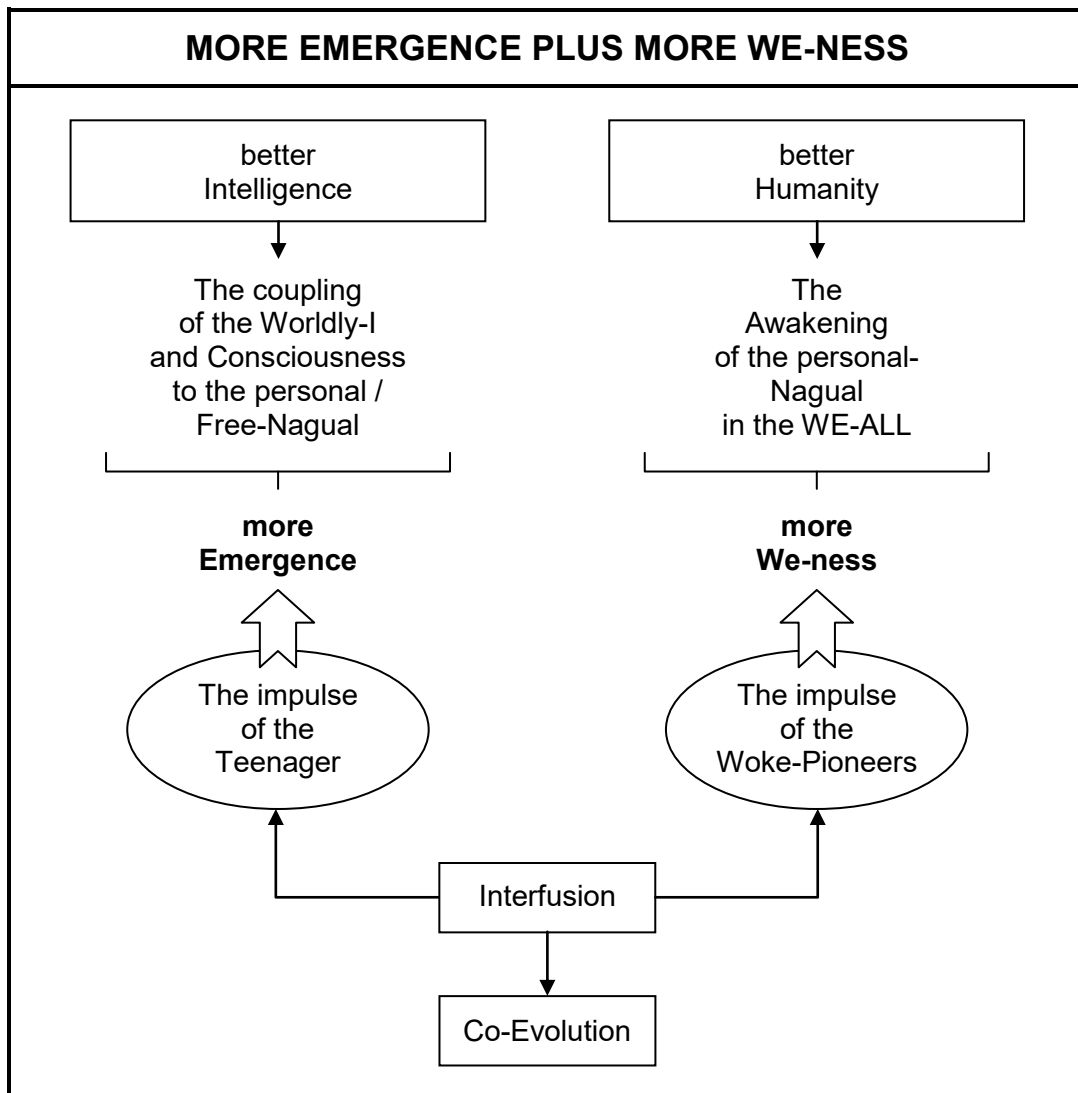 MORE EMERGENCE PLUS MORE WE-NESS
better
Intelligence
The coupling
of the Worldly-I
and Consciousness
to the personal /
Free-Nagual
more
Emergence
The impulse
of the
Teenager
better
Humanity
The
Awakening
of the personal-
Nagual
in the WE-ALL
more
We-ness
The impulse
of the
Woke-Pioneers
Interfusion
Co-Evolution